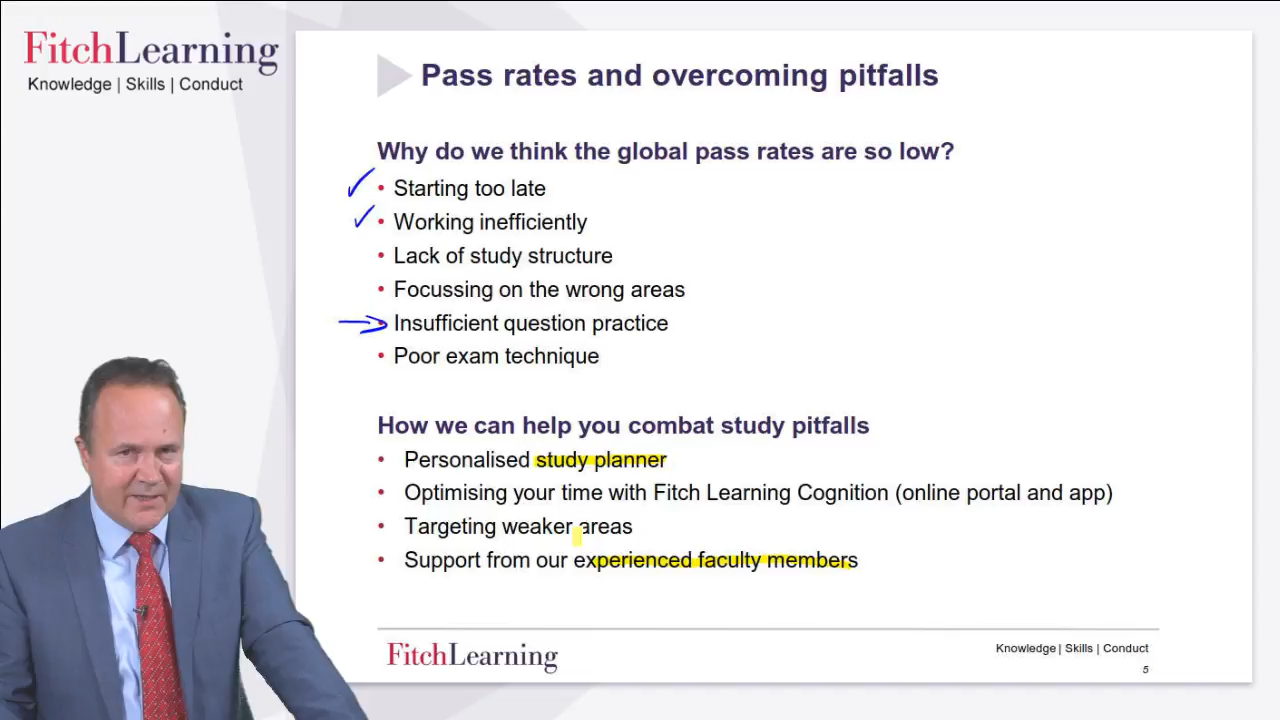 FitchLearning
Knowledge | Skills | Conduct
Pass rates and overcoming pitfalls
Why do we think the global pass rates are so low?
• Starting too late
• Working inefficiently
• Lack of study structure
• Focussing on the wrong areas
• Insufficient question practice
• Poor exam technique
How we can help you combat study pitfalls
• Personalised study planner
• Optimising your time with Fitch Learning Cognition (online portal and app)
• Targeting weaker areas
• Support from our experienced faculty members
FitchLearning
Knowledge | Skills | Conduct
5